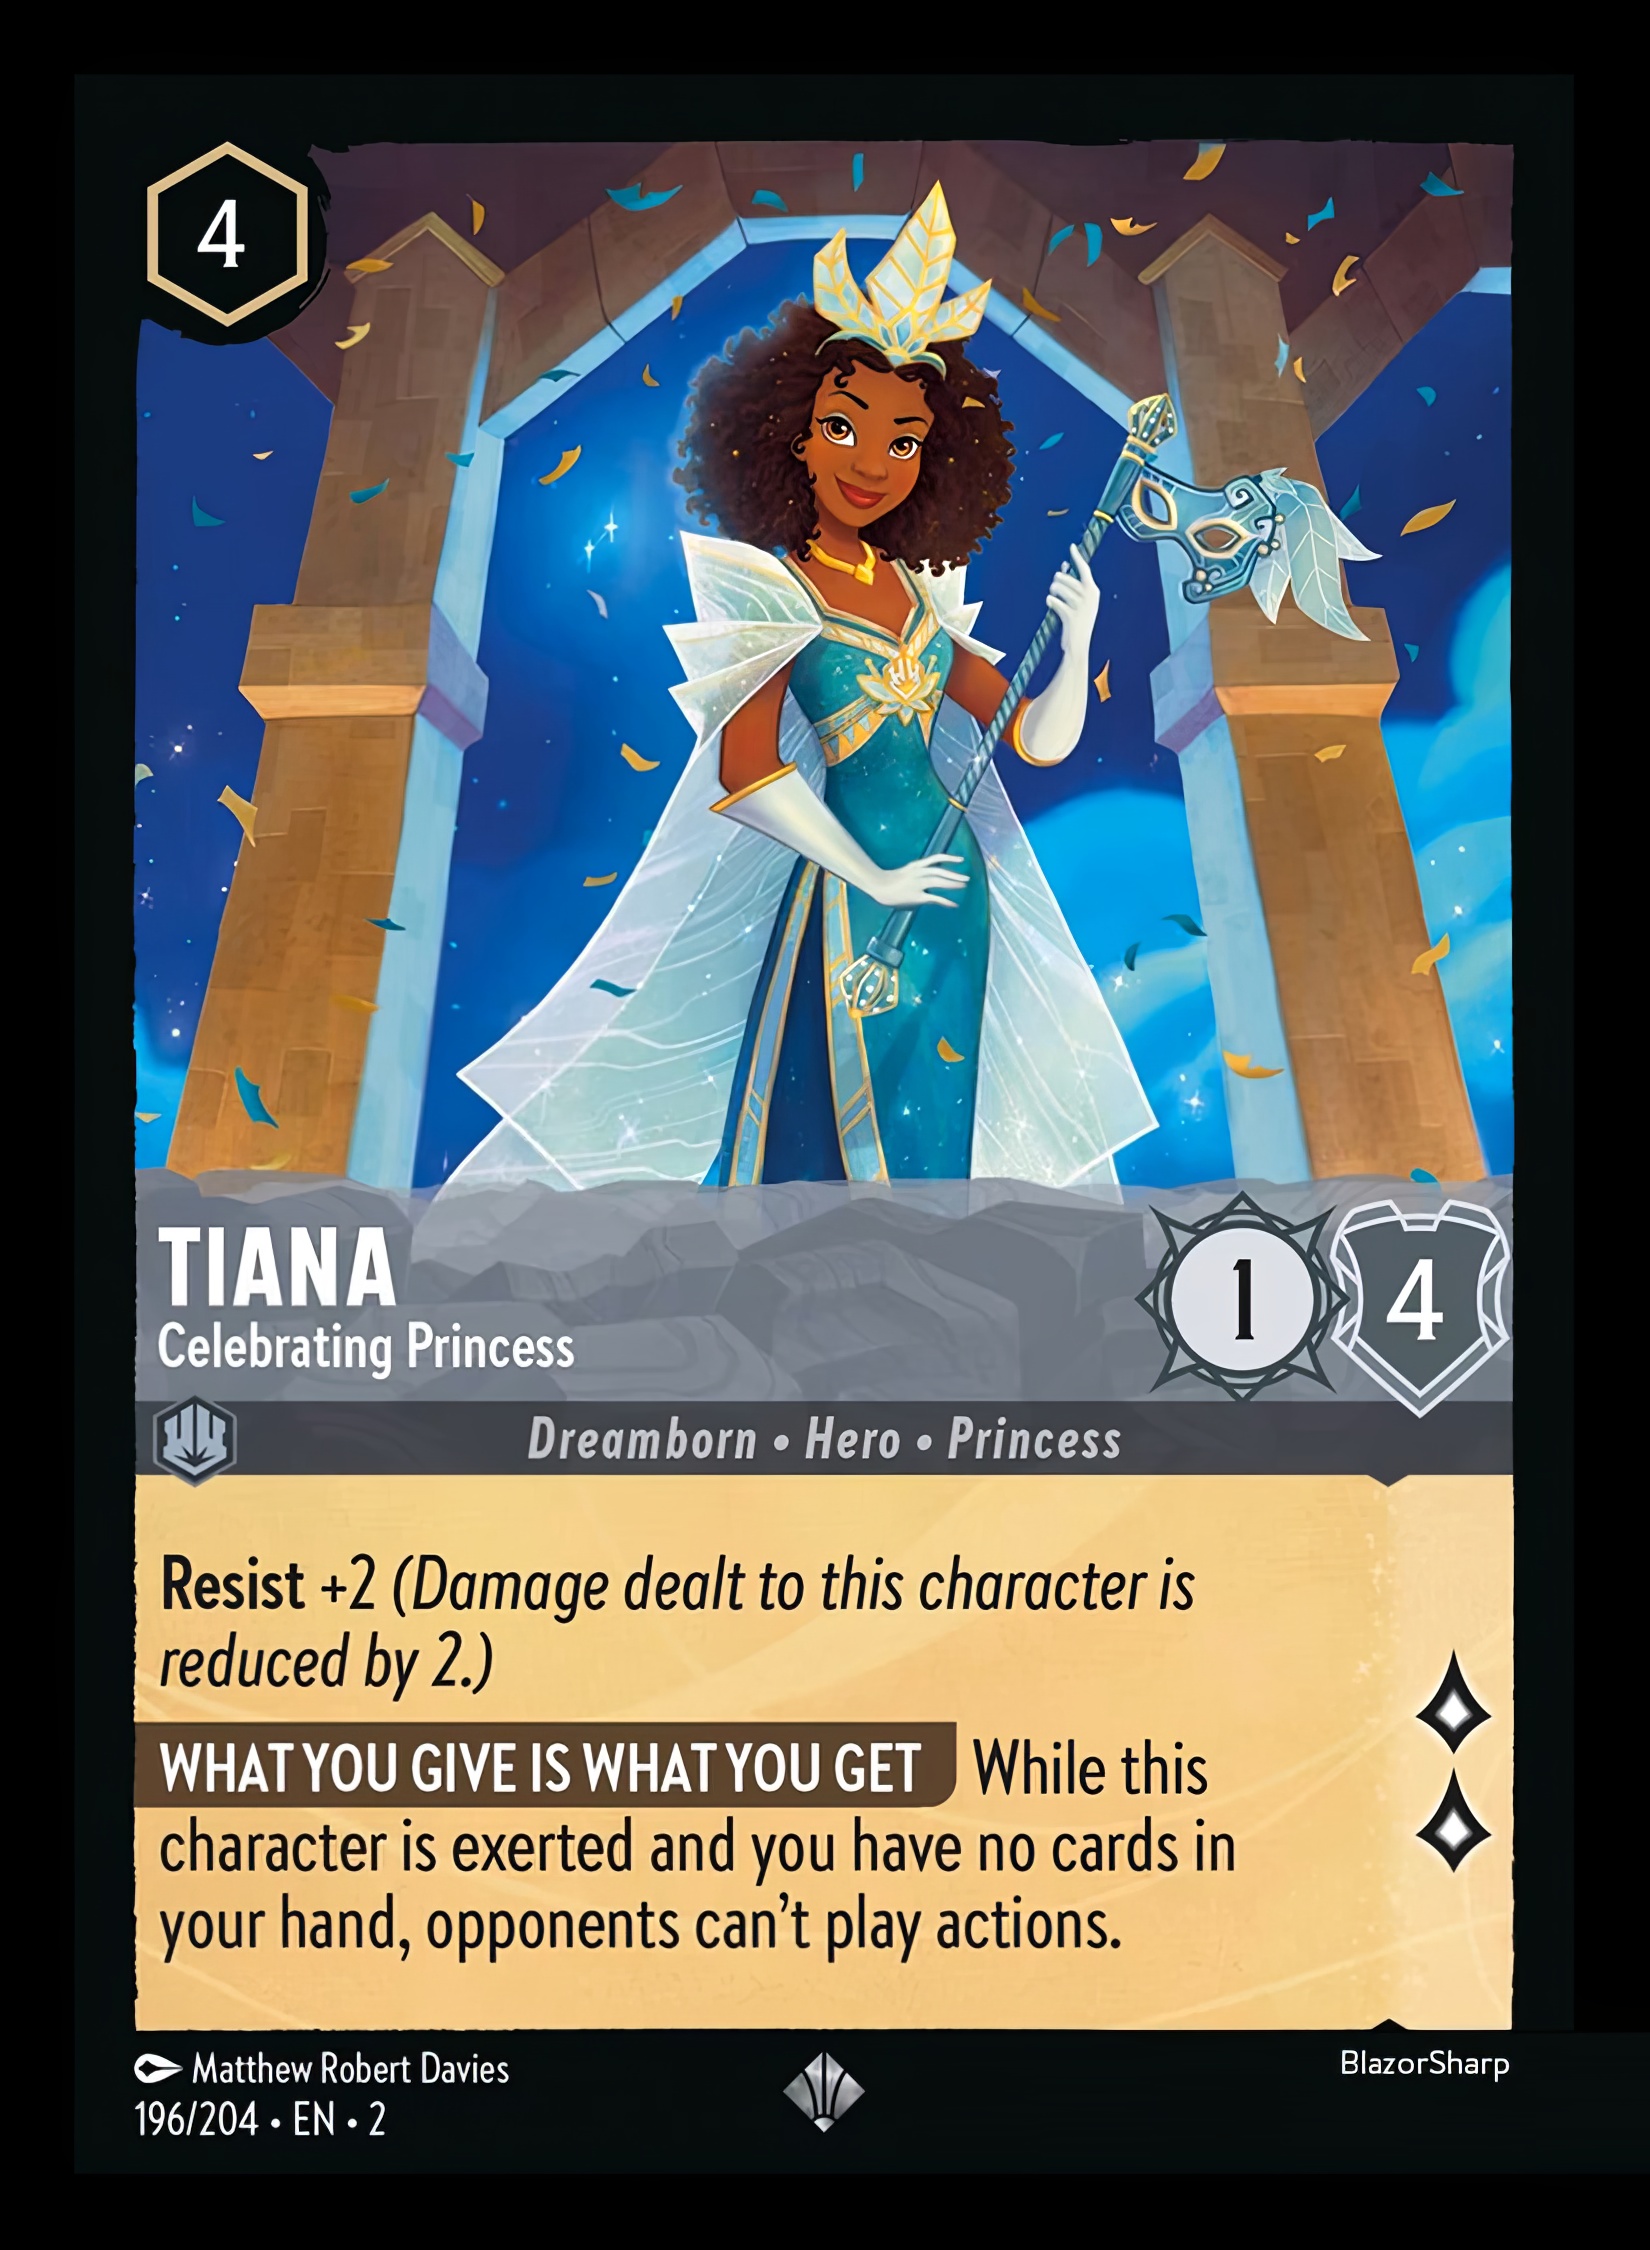 4
TIANA
Celebrating Princess
1
4
Dreamborn • Hero • Princess
Resist +2 (Damage dealt to this character is
reduced by 2.)
WHAT YOU GIVE IS WHAT YOU GET While this
character is exerted and you have no cards in
your hand, opponents can't play actions.
Matthew Robert Davies
196/204 • EN • 2
BlazorSharp